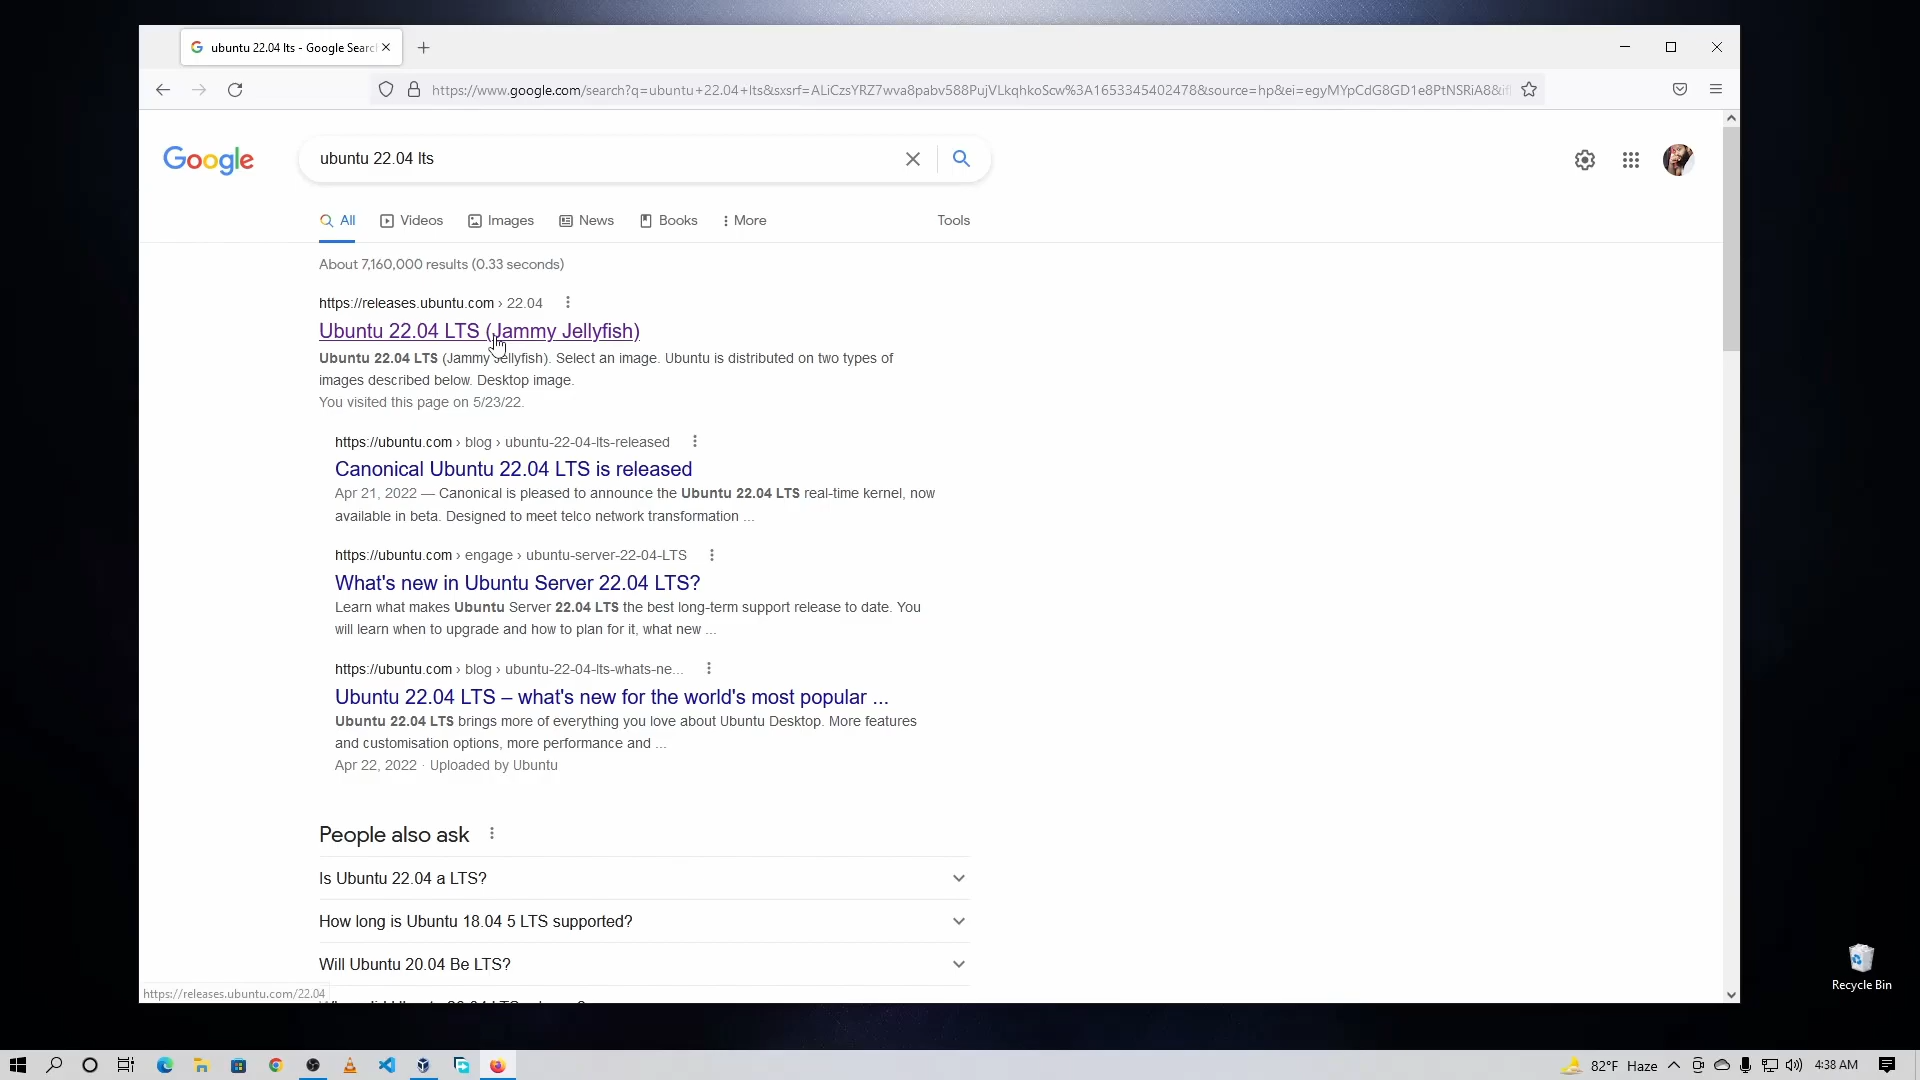 ubuntu 22.04 lts - Google Searc
https://www.google.com/search?q=ubuntu+22.04+lts&sxsrf=ALiCzsYRZ7wva8pabv588PujVLkqhkoScw%3A1653345402478&source=hp&ei=egyMYpCdG8GD1e8PtNSRiA8&if
Google
ubuntu 22.04 lts
All Videos Images News Books More Tools
About 7,160,000 results (0.33 seconds)
https://releases.ubuntu.com › 22.04
Ubuntu 22.04 LTS (Jammy Jellyfish)
Ubuntu 22.04 LTS (Jammy Jellyfish). Select an image. Ubuntu is distributed on two types of
images described below. Desktop image.
You visited this page on 5/23/22.
https://ubuntu.com › blog › ubuntu-22-04-lts-released
Canonical Ubuntu 22.04 LTS is released
Apr 21, 2022 — Canonical is pleased to announce the Ubuntu 22.04 LTS real-time kernel, now
available in beta. Designed to meet telco network transformation ...
https://ubuntu.com › engage › ubuntu-server-22-04-LTS
What's new in Ubuntu Server 22.04 LTS?
Learn what makes Ubuntu Server 22.04 LTS the best long-term support release to date. You
will learn when to upgrade and how to plan for it, what new ...
https://ubuntu.com › blog › ubuntu-22-04-lts-whats-ne...
Ubuntu 22.04 LTS – what's new for the world's most popular ...
Ubuntu 22.04 LTS brings more of everything you love about Ubuntu Desktop. More features
and customisation options, more performance and ...
Apr 22, 2022 · Uploaded by Ubuntu
People also ask
Is Ubuntu 22.04 a LTS?
How long is Ubuntu 18.04 5 LTS supported?
Will Ubuntu 20.04 Be LTS?
https://releases.ubuntu.com/22.04
Recycle Bin
82°F Haze 4:38 AM